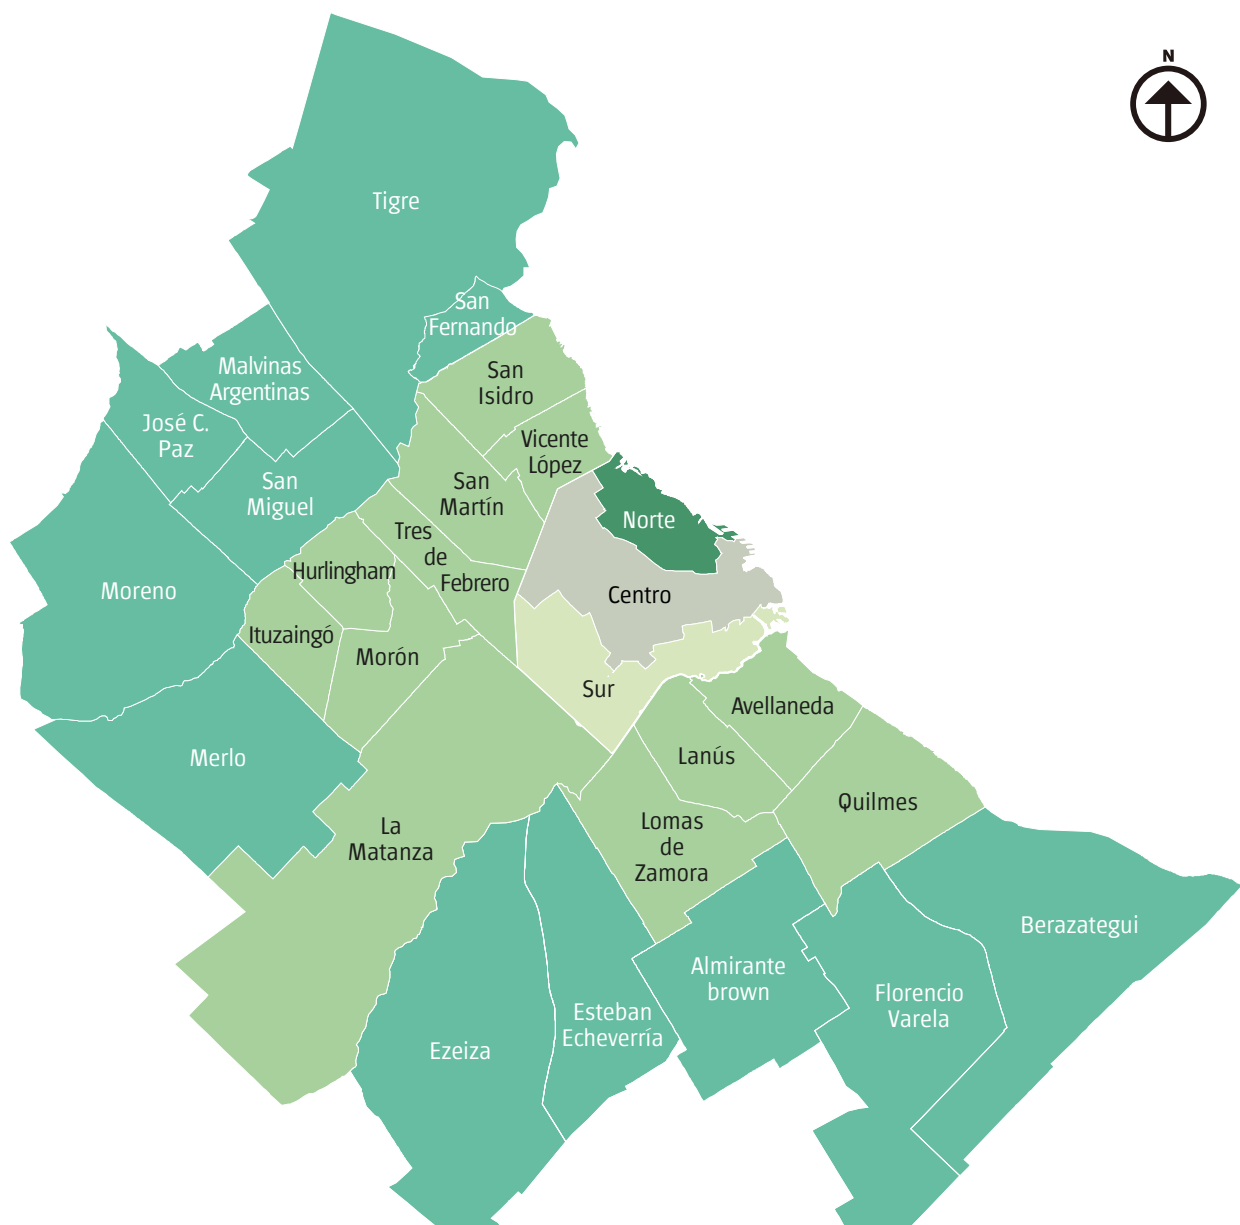 N
Tigre
San
Fernando
San
Isidro
Malvinas
Argentinas
José C.
Paz
Vicente
López
San
Miguel
San
Martín
Norte
Tres
de
Febrero
Hurlingham
Moreno
Centro
Ituzaingó
Morón
Sur
Avellaneda
Merlo
Lanús
Quilmes
La
Matanza
Lomas
de
Zamora
Berazategui
Almirante
brown
Florencio
Varela
Esteban
Echeverría
Ezeiza